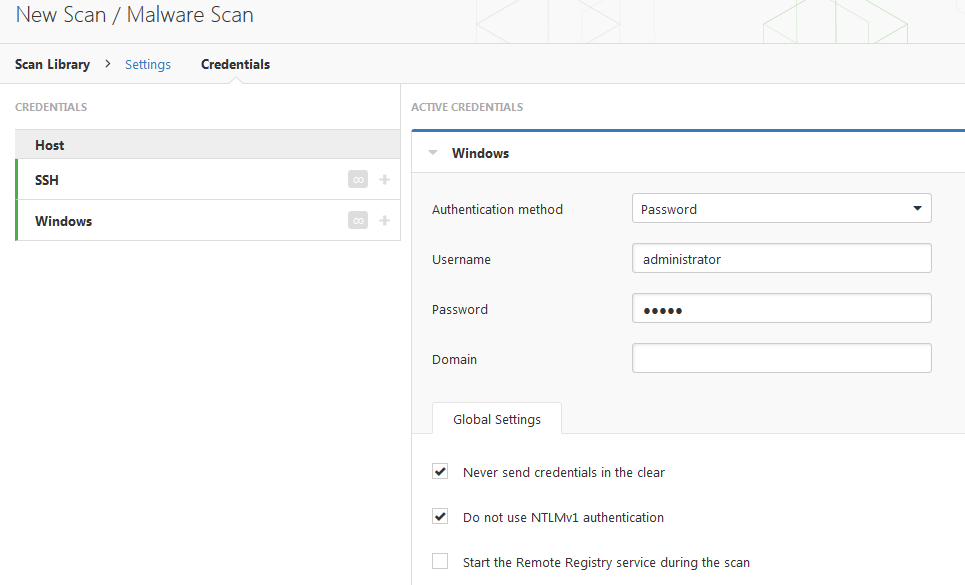 New Scan / Malware Scan
Scan Library > Settings Credentials
CREDENTIALS
Host
SSH ∞ +
Windows ∞ +
ACTIVE CREDENTIALS
Windows
Authentication method Password
Username administrator
Password •••••
Domain
Global Settings
Never send credentials in the clear
Do not use NTLMv1 authentication
Start the Remote Registry service during the scan